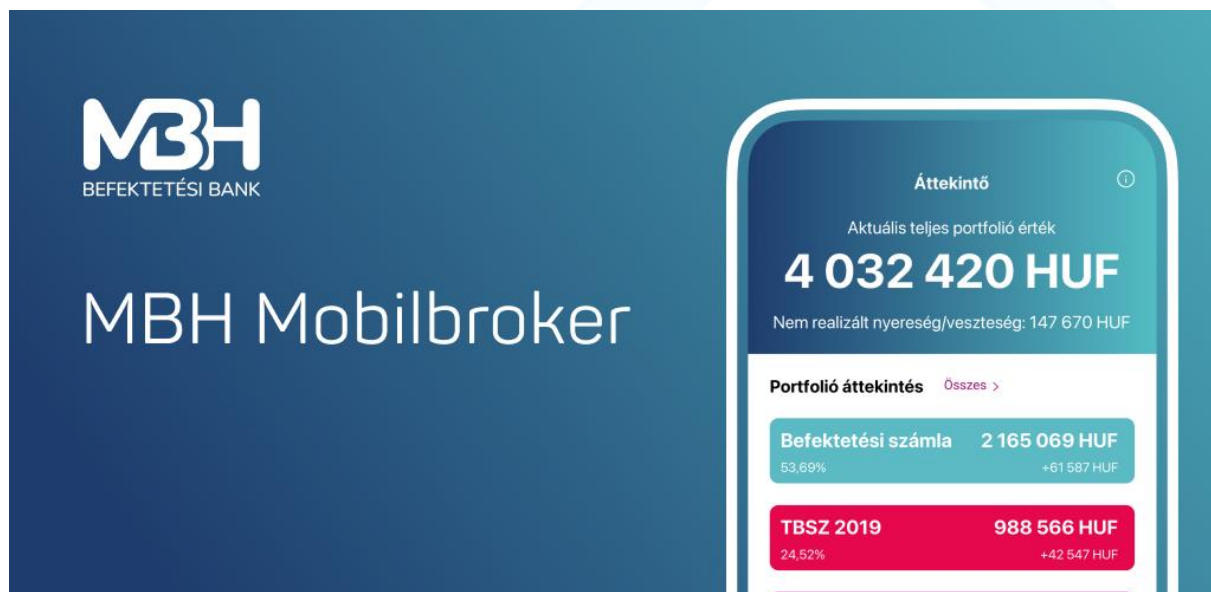 MBH
BEFEKTETÉSI BANK
MBH Mobilbroker
Áttekintő
Aktuális teljes portfolió érték
4 032 420 HUF
Nem realizált nyereség/veszteség: 147 670 HUF
Portfolió áttekintés Összes >
Befektetési számla 2 165 069 HUF
53,69% +61 587 HUF
TBSZ 2019 988 566 HUF
24,52% +42 547 HUF